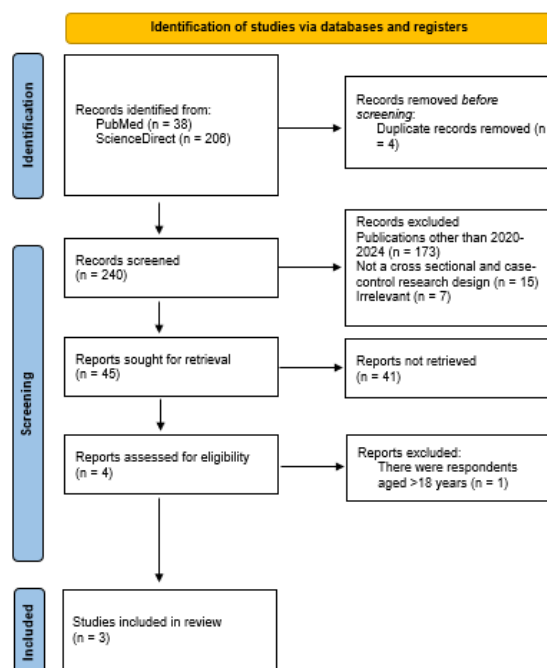 Identification of studies via databases and registers
Identification
Records identified from:
PubMed (n = 38)
ScienceDirect (n = 206)
Records removed before
screening:
Duplicate records removed (n
= 4)
Screening
Records screened
(n = 240)
Records excluded
Publications other than 2020-
2024 (n = 173)
Not a cross sectional and case-
control research design (n = 15)
Irrelevant (n = 7)
Reports sought for retrieval
(n = 45)
Reports not retrieved
(n = 41)
Reports assessed for eligibility
(n = 4)
Reports excluded:
There were respondents
aged >18 years (n = 1)
Included
Studies included in review
(n = 3)